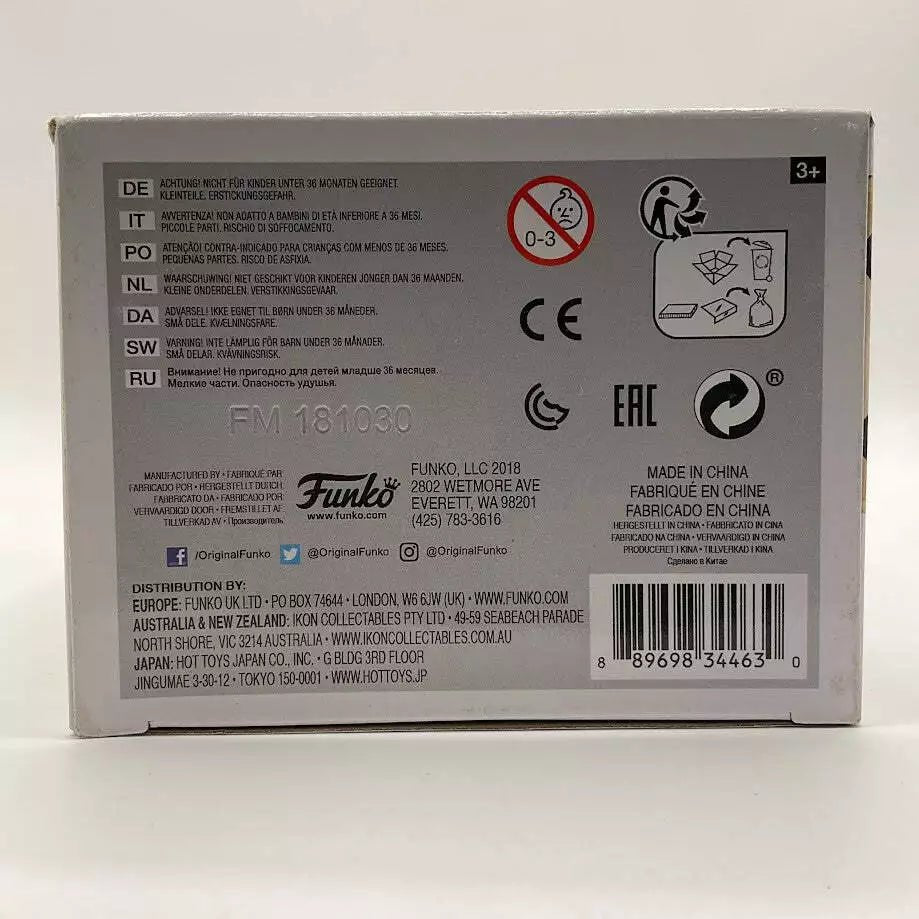 3+
DE ACHTUNG! NICHT FÜR KINDER UNTER 36 MONATEN GEEIGNET.
KLEINTEILE. ERSTICKUNGSGEFAHR.
IT AVVERTENZA! NON ADATTO A BAMBINI DI ETÀ INFERIORE A 36 MESI.
PICCOLE PARTI. RISCHIO DI SOFFOCAMENTO.
PO ATENÇÃO! CONTRA-INDICADO PARA CRIANÇAS COM MENOS DE 36 MESES.
PEQUENAS PARTES. RISCO DE ASFIXIA.
NL WAARSCHUWING! NIET GESCHIKT VOOR KINDEREN JONGER DAN 36 MAANDEN.
KLEINE ONDERDELEN. VERSTIKKINGSGEVAAR.
DA ADVARSEL! IKKE EGNET TIL BØRN UNDER 36 MÅNEDER.
SMÅ DELE. KVÆLNINGSFARE.
SW VARNING! INTE LÄMPLIG FÖR BARN UNDER 36 MÅNADER.
SMÅ DELAR. KVÄVNINGSRISK.
RU Внимание! Не пригодно для детей младше 36 месяцев.
Мелкие части. Опасность удушья.
0-3
CE
EAC
®
FM 181030
MANUFACTURED BY • FABRIQUÉ PAR
FABRICADO POR • HERGESTELLT DURCH
FABBRICATO DA • FABRICADO POR
VERVAARDIGD DOOR • FREMSTILLET AF
TILLVERKAD AV • Производитель
Funko
www.funko.com
FUNKO, LLC 2018
2802 WETMORE AVE
EVERETT, WA 98201
(425) 783-3616
MADE IN CHINA
FABRIQUÉ EN CHINE
FABRICADO EN CHINA
HERGESTELLT IN CHINA • FABBRICATO IN CINA
FABRICADO NA CHINA • VERVAARDIGD IN CHINA
PRODUCERET I KINA • TILLVERKAD I KINA
Сделано в Китае
/OriginalFunko @OriginalFunko @OriginalFunko
DISTRIBUTION BY:
EUROPE: FUNKO UK LTD • PO BOX 74644 • LONDON, W6 6JW (UK) • WWW.FUNKO.COM
AUSTRALIA & NEW ZEALAND: IKON COLLECTABLES PTY LTD • 49-59 SEABEACH PARADE
NORTH SHORE, VIC 3214 AUSTRALIA • WWW.IKONCOLLECTABLES.COM.AU
JAPAN: HOT TOYS JAPAN CO., INC. • G BLDG 3RD FLOOR
JINGUMAE 3-30-12 • TOKYO 150-0001 • WWW.HOTTOYS.JP
8 89698 34463 0